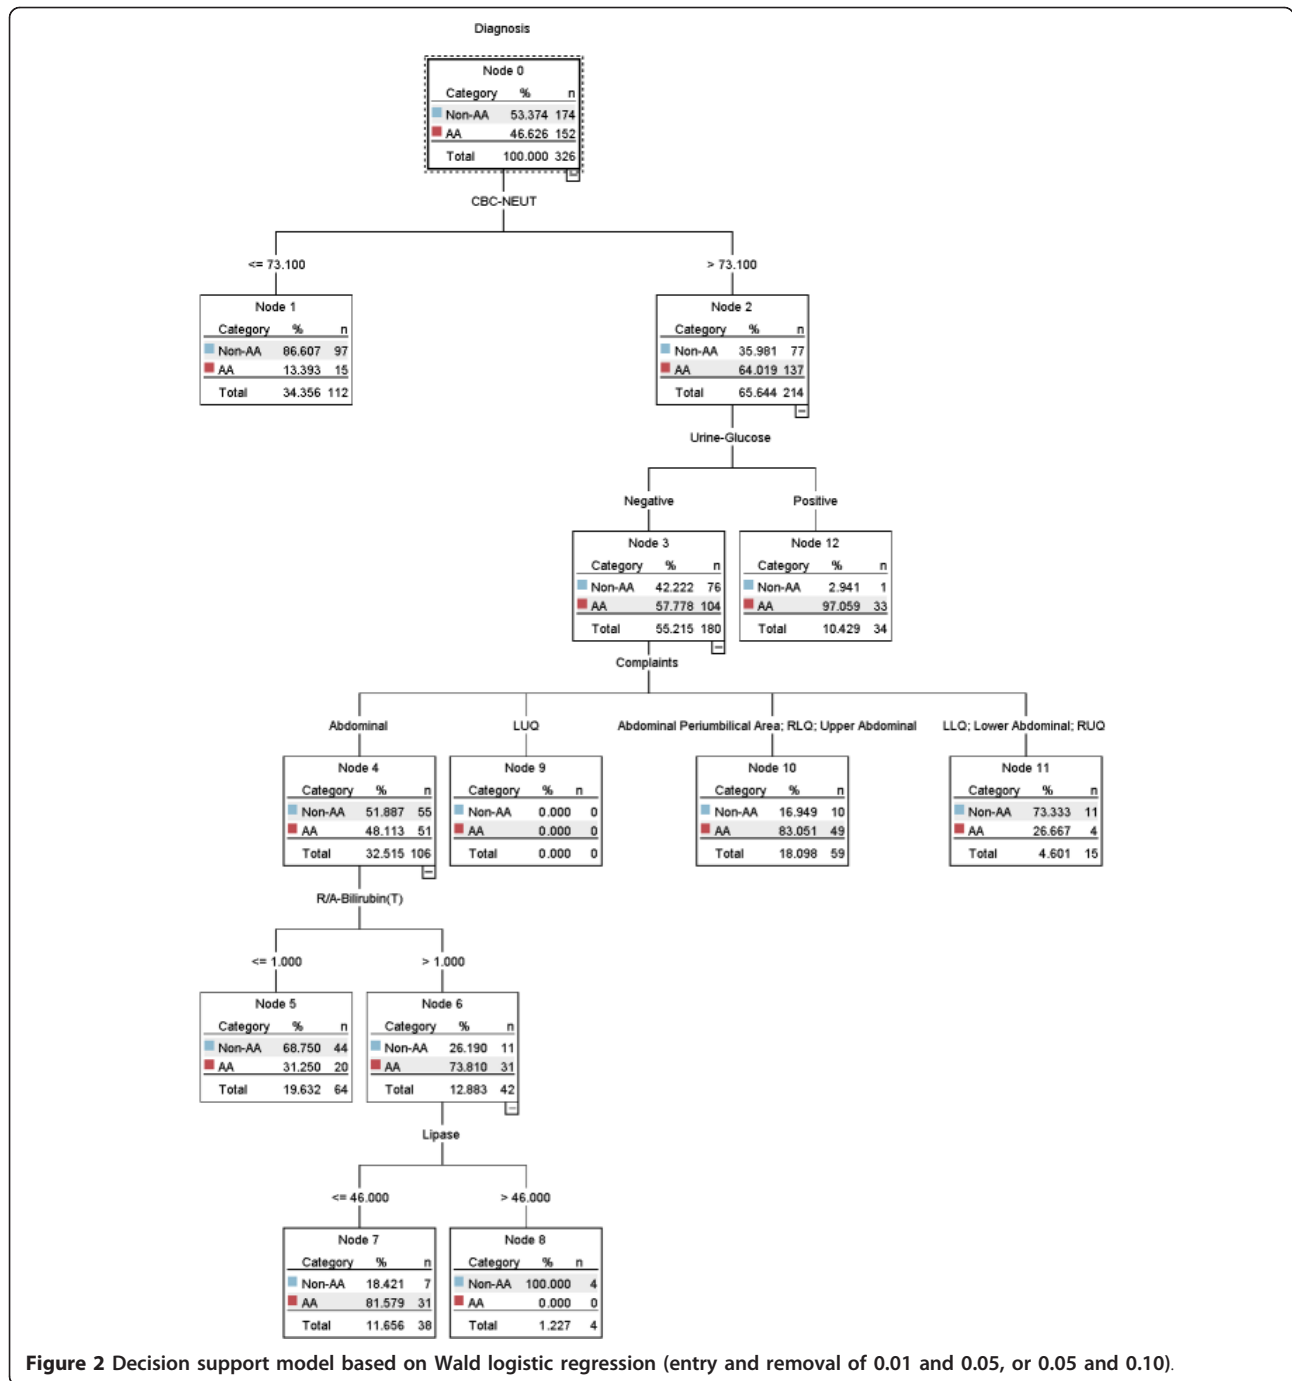 Diagnosis
Node 0
Category % n
Non-AA 53.374 174
AA 46.626 152
Total 100.000 326
CBC-NEUT
<= 73.100
> 73.100
Node 1
Category % n
Non-AA 86.607 97
AA 13.393 15
Total 34.356 112
Node 2
Category % n
Non-AA 35.981 77
AA 64.019 137
Total 65.644 214
Urine-Glucose
Negative
Positive
Node 3
Category % n
Non-AA 42.222 76
AA 57.778 104
Total 55.215 180
Node 12
Category % n
Non-AA 2.941 1
AA 97.059 33
Total 10.429 34
Complaints
Abdominal
LUQ
Abdominal Periumbilical Area; RLQ; Upper Abdominal
LLQ; Lower Abdominal; RUQ
Node 4
Category % n
Non-AA 51.887 55
AA 48.113 51
Total 32.515 106
Node 9
Category % n
Non-AA 0.000 0
AA 0.000 0
Total 0.000 0
Node 10
Category % n
Non-AA 16.949 10
AA 83.051 49
Total 18.098 59
Node 11
Category % n
Non-AA 73.333 11
AA 26.667 4
Total 4.601 15
R/A-Bilirubin(T)
<= 1.000
> 1.000
Node 5
Category % n
Non-AA 68.750 44
AA 31.250 20
Total 19.632 64
Node 6
Category % n
Non-AA 26.190 11
AA 73.810 31
Total 12.883 42
Lipase
<= 46.000
> 46.000
Node 7
Category % n
Non-AA 18.421 7
AA 81.579 31
Total 11.656 38
Node 8
Category % n
Non-AA 100.000 4
AA 0.000 0
Total 1.227 4
Figure 2 Decision support model based on Wald logistic regression (entry and removal of 0.01 and 0.05, or 0.05 and 0.10).